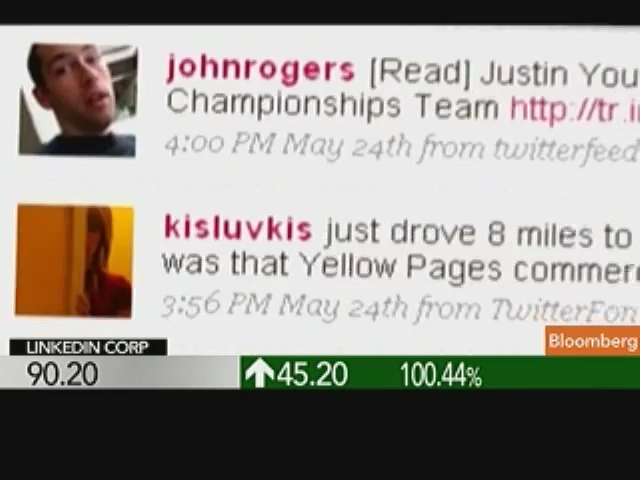 johnrogers [Read] Justin You
Championships Team http://tr.i
4:00 PM May 24th from twitterfeed
kisluvkis just drove 8 miles to
was that Yellow Pages commer
3:56 PM May 24th from TwitterFon
LINKEDIN CORP
Bloomberg
90.20 45.20 100.44%